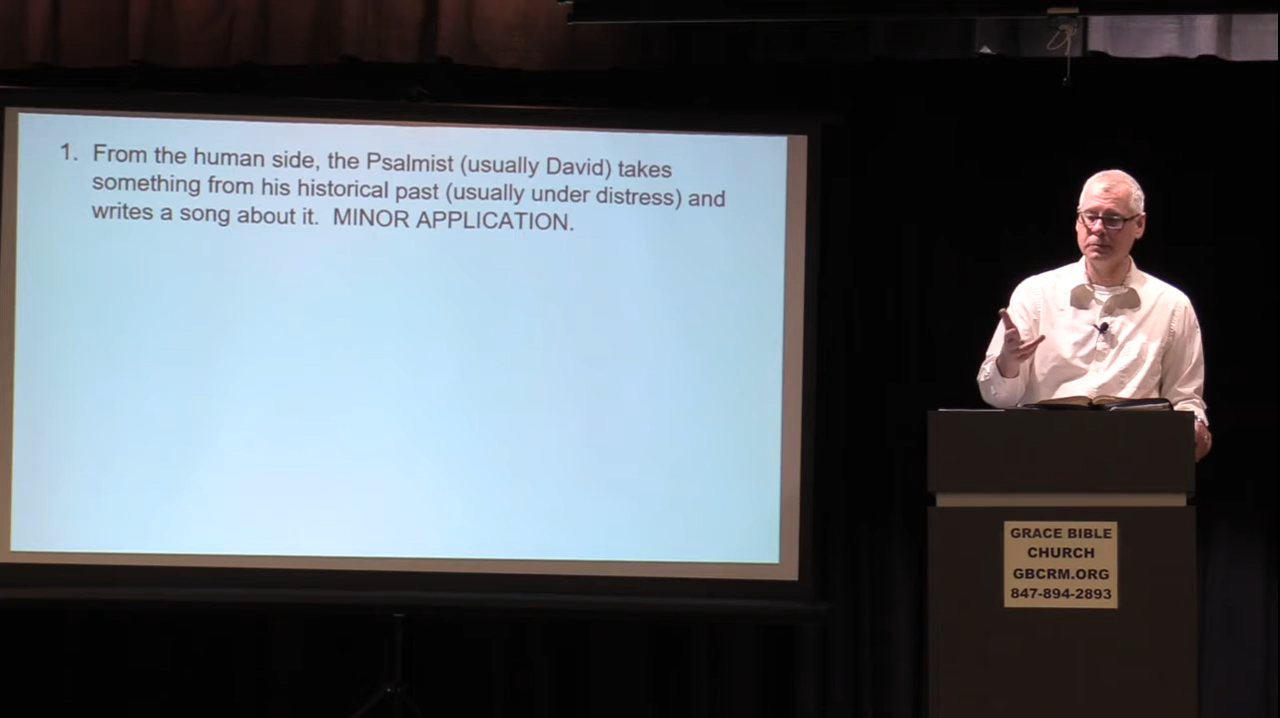 1. From the human side, the Psalmist (usually David) takes
something from his historical past (usually under distress) and
writes a song about it. MINOR APPLICATION.
GRACE BIBLE
CHURCH
GBCRM.ORG
847-894-2893